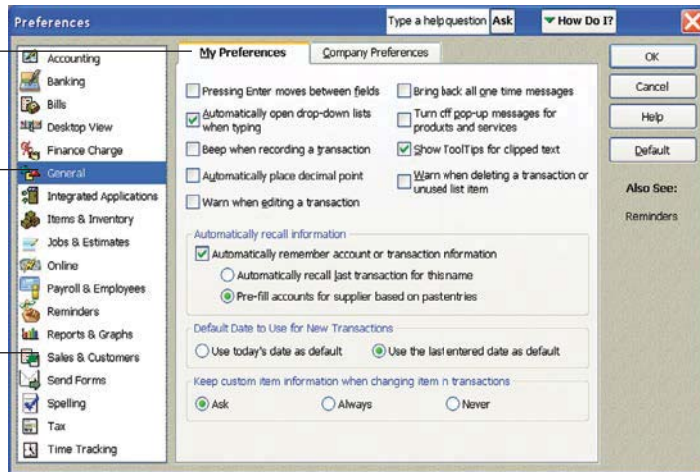 Preferences
Type a help question Ask
How Do I?
Accounting
Banking
Bills
Desktop View
Finance Charge
General
Integrated Applications
Items & Inventory
Jobs & Estimates
Online
Payroll & Employees
Reminders
Reports & Graphs
Sales & Customers
Send Forms
Spelling
Tax
Time Tracking
My Preferences
Company Preferences
Pressing Enter moves between fields
Automatically open drop-down lists
when typing
Beep when recording a transaction
Automatically place decimal point
Warn when editing a transaction
Bring back all one time messages
Turn off pop-up messages for
products and services
Show ToolTips for clipped text
Warn when deleting a transaction or
unused list item
Automatically recall information
Automatically remember account or transaction nformation
Automatically recall last transaction for this name
Pre-fill accounts for supplier based on past entries
Default Date to Use for New Transactions
Use today's date as default
Use the last entered date as default
Keep custom item information when changing item n transactions
Ask
Always
Never
OK
Cancel
Help
Default
Also See:
Reminders